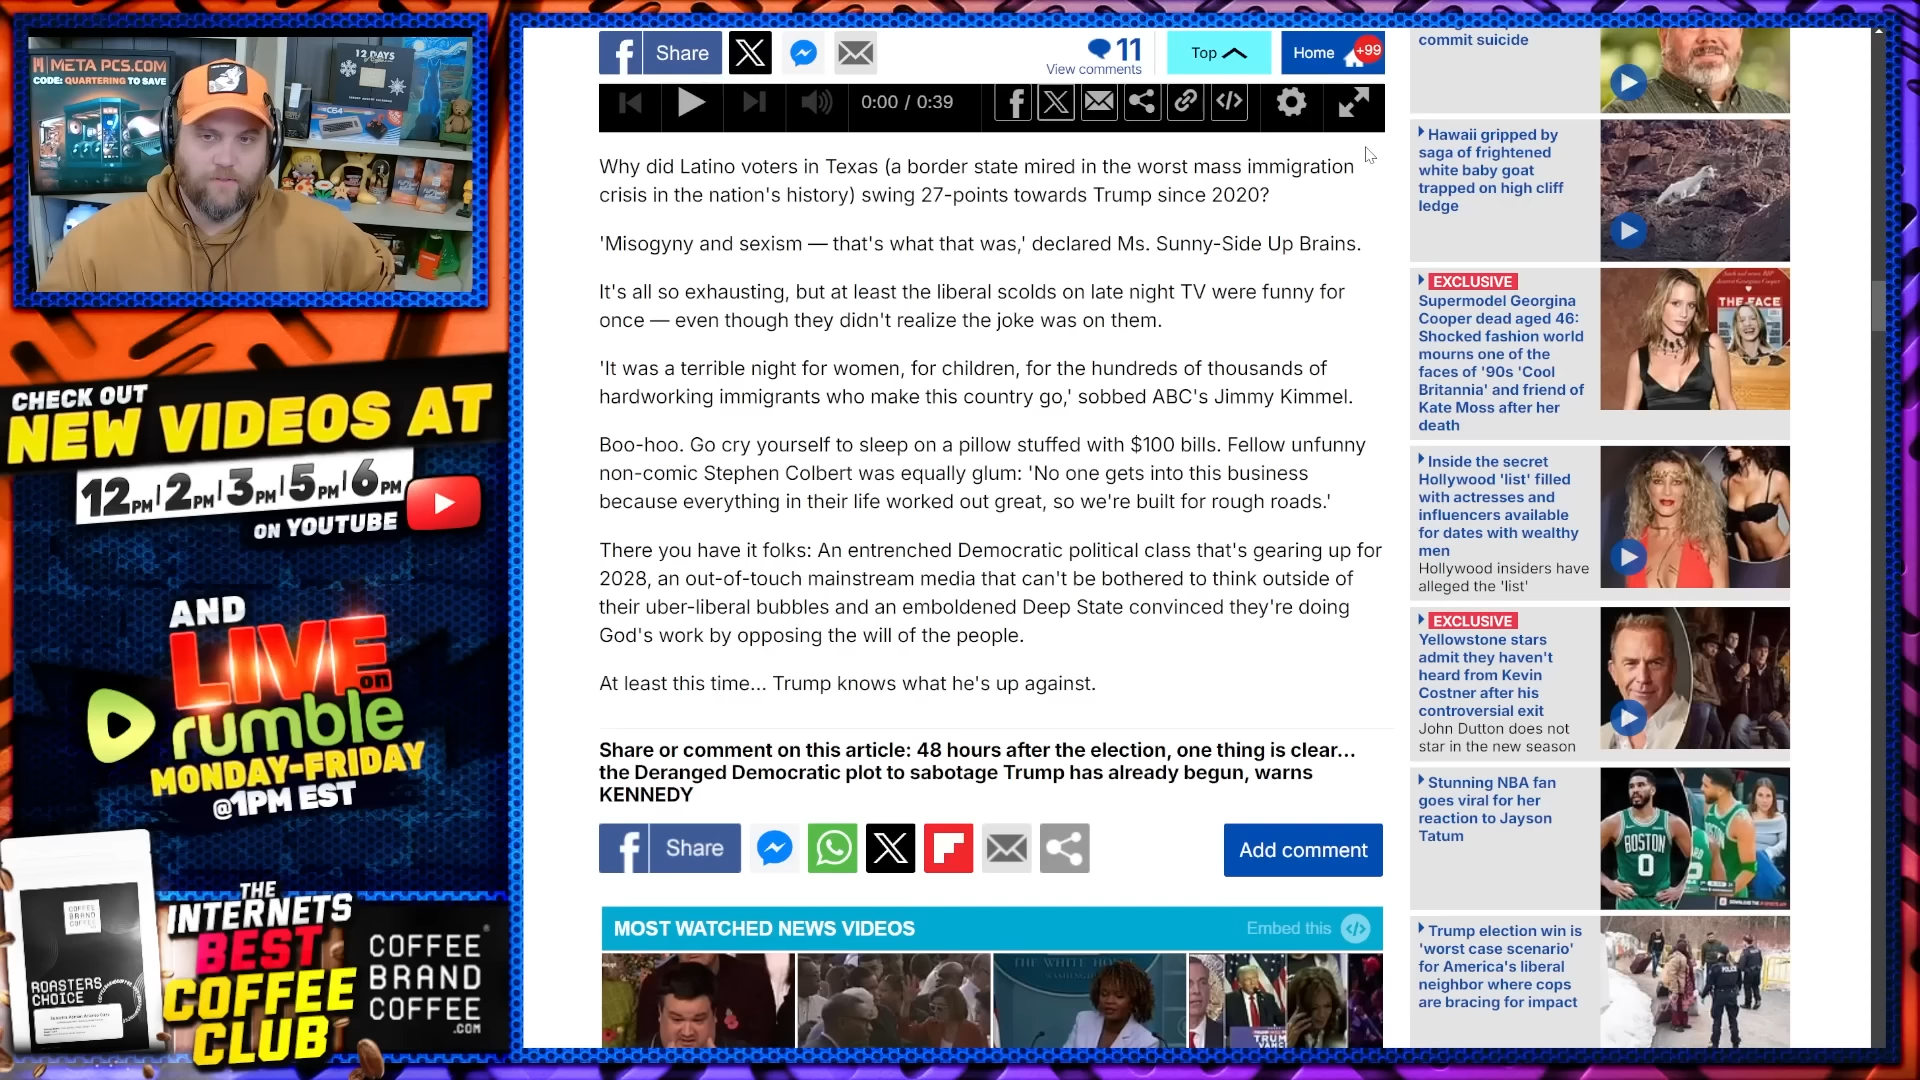 META PCS.COM
CODE: QUARTERING TO SAVE
12 DAYS
C64
CHECK OUT
NEW VIDEOS AT
12PM | 2PM | 3PM | 5PM | 6PM
ON YOUTUBE
AND
LIVE
on
rumble
MONDAY-FRIDAY
@1PM EST
COFFEE
BRAND
COFFEE
ROASTERS
CHOICE
THE
INTERNETS
BEST
COFFEE
CLUB
COFFEE
BRAND
COFFEE
.COM
Share
11
View comments
Top
Home
+99
0:00 / 0:39
Why did Latino voters in Texas (a border state mired in the worst mass immigration
crisis in the nation's history) swing 27-points towards Trump since 2020?
'Misogyny and sexism — that's what that was,' declared Ms. Sunny-Side Up Brains.
It's all so exhausting, but at least the liberal scolds on late night TV were funny for
once — even though they didn't realize the joke was on them.
'It was a terrible night for women, for children, for the hundreds of thousands of
hardworking immigrants who make this country go,' sobbed ABC's Jimmy Kimmel.
Boo-hoo. Go cry yourself to sleep on a pillow stuffed with $100 bills. Fellow unfunny
non-comic Stephen Colbert was equally glum: 'No one gets into this business
because everything in their life worked out great, so we're built for rough roads.'
There you have it folks: An entrenched Democratic political class that's gearing up for
2028, an out-of-touch mainstream media that can't be bothered to think outside of
their uber-liberal bubbles and an emboldened Deep State convinced they're doing
God's work by opposing the will of the people.
At least this time... Trump knows what he's up against.
Share or comment on this article: 48 hours after the election, one thing is clear...
the Deranged Democratic plot to sabotage Trump has already begun, warns
KENNEDY
Share
Add comment
MOST WATCHED NEWS VIDEOS
Embed this
THE WHITE HO
WASHING
TRUM
commit suicide
Hawaii gripped by
saga of frightened
white baby goat
trapped on high cliff
ledge
EXCLUSIVE
Supermodel Georgina
Cooper dead aged 46:
Shocked fashion world
mourns one of the
faces of '90s 'Cool
Britannia' and friend of
Kate Moss after her
death
THE FACE
Inside the secret
Hollywood 'list' filled
with actresses and
influencers available
for dates with wealthy
men
Hollywood insiders have
alleged the 'list'
EXCLUSIVE
Yellowstone stars
admit they haven't
heard from Kevin
Costner after his
controversial exit
John Dutton does not
star in the new season
Stunning NBA fan
goes viral for her
reaction to Jayson
Tatum
BOSTON
0
BOSTON
Trump election win is
'worst case scenario'
for America's liberal
neighbor where cops
are bracing for impact
POLICE